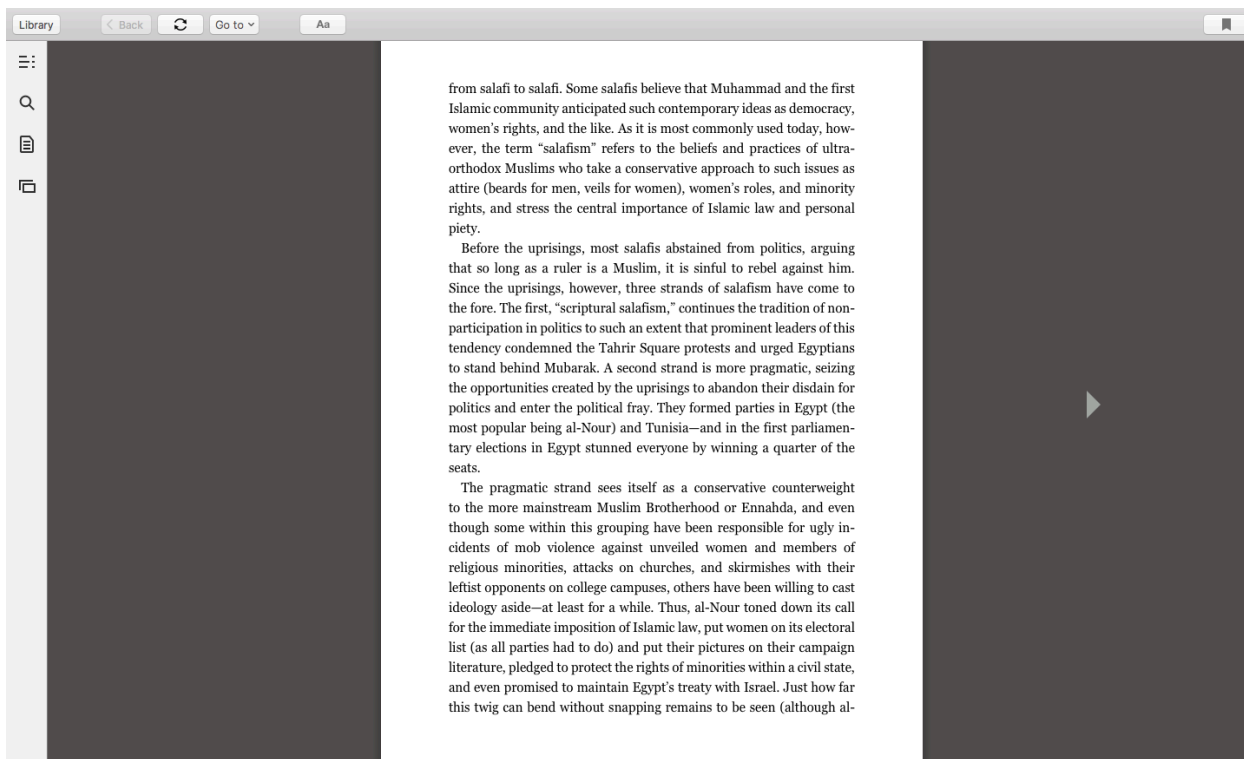 Library
Back
Go to
Aa
from salafi to salafi. Some salafis believe that Muhammad and the first
Islamic community anticipated such contemporary ideas as democracy,
women’s rights, and the like. As it is most commonly used today, how-
ever, the term “salafism” refers to the beliefs and practices of ultra-
orthodox Muslims who take a conservative approach to such issues as
attire (beards for men, veils for women), women’s roles, and minority
rights, and stress the central importance of Islamic law and personal
piety.
Before the uprisings, most salafis abstained from politics, arguing
that so long as a ruler is a Muslim, it is sinful to rebel against him.
Since the uprisings, however, three strands of salafism have come to
the fore. The first, “scriptural salafism,” continues the tradition of non-
participation in politics to such an extent that prominent leaders of this
tendency condemned the Tahrir Square protests and urged Egyptians
to stand behind Mubarak. A second strand is more pragmatic, seizing
the opportunities created by the uprisings to abandon their disdain for
politics and enter the political fray. They formed parties in Egypt (the
most popular being al-Nour) and Tunisia—and in the first parliamen-
tary elections in Egypt stunned everyone by winning a quarter of the
seats.
The pragmatic strand sees itself as a conservative counterweight
to the more mainstream Muslim Brotherhood or Ennahda, and even
though some within this grouping have been responsible for ugly in-
cidents of mob violence against unveiled women and members of
religious minorities, attacks on churches, and skirmishes with their
leftist opponents on college campuses, others have been willing to cast
ideology aside—at least for a while. Thus, al-Nour toned down its call
for the immediate imposition of Islamic law, put women on its electoral
list (as all parties had to do) and put their pictures on their campaign
literature, pledged to protect the rights of minorities within a civil state,
and even promised to maintain Egypt’s treaty with Israel. Just how far
this twig can bend without snapping remains to be seen (although al-